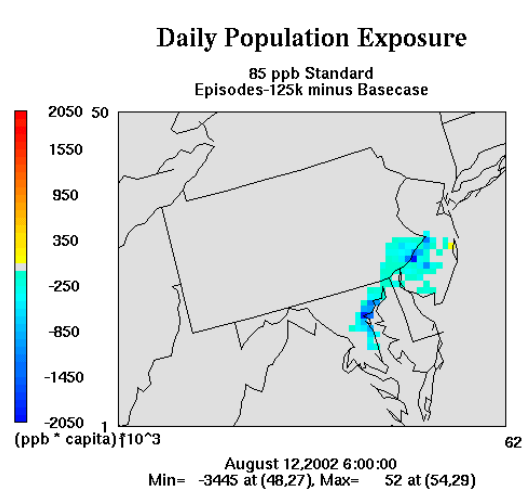 Daily Population Exposure
85 ppb Standard
Episodes-125k minus Basecase
2050
1550
950
350
-250
-850
-1450
-2050
(ppb * capita)*10^3
50
1
62
August 12,2002 6:00:00
Min= -3445 at (48,27), Max= 52 at (54,29)